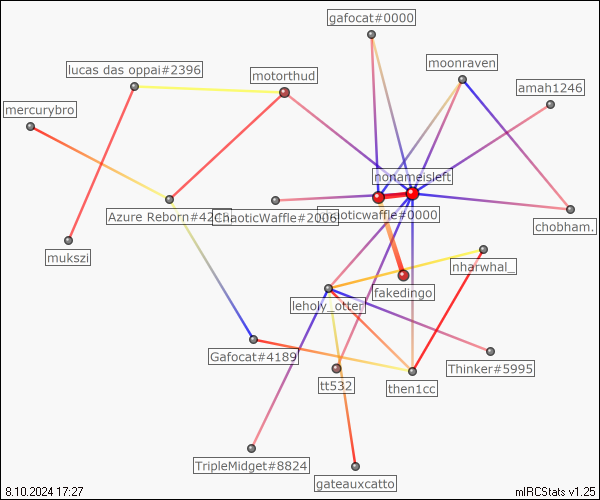 gafocat#0000
lucas das oppai#2396
motorthud
moonraven
amah1246
mercurybro
nonameisleft
Azure Reborn#42
ChaoticWaffle#2006
chaoticwaffle#0000
chobham.
mukszi
nharwhal_
fakedingo
leholy_otter
Gafocat#4189
Thinker#5995
tt532
then1cc
TripleMidget#8824
gateauxcatto
8.10.2024 17:27
mIRCStats v1.25